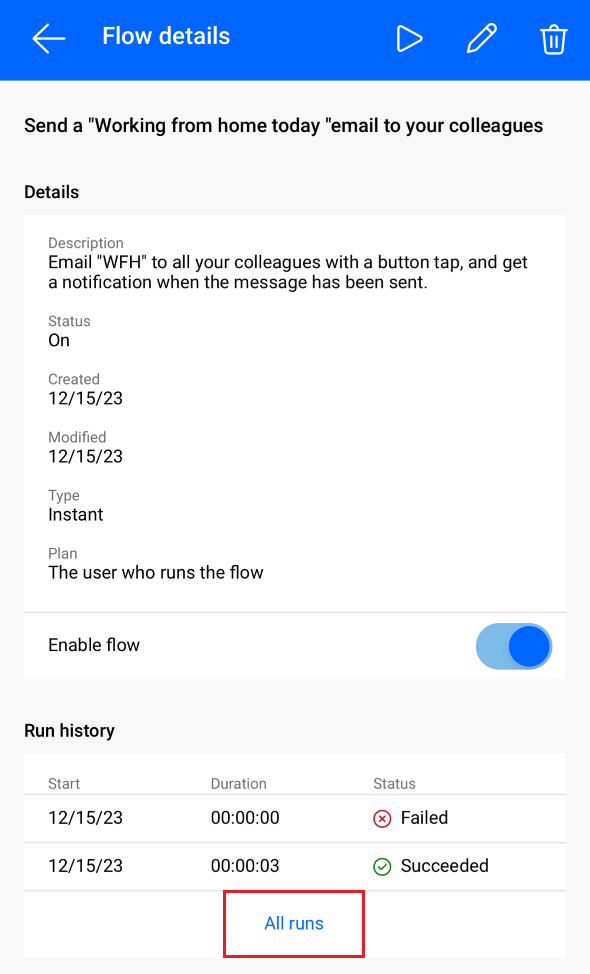 Flow details
Send a "Working from home today "email to your colleagues
Details
Description
Email "WFH" to all your colleagues with a button tap, and get
a notification when the message has been sent.
Status
On
Created
12/15/23
Modified
12/15/23
Type
Instant
Plan
The user who runs the flow
Enable flow
Run history
Start Duration Status
12/15/23 00:00:00 Failed
12/15/23 00:00:03 Succeeded
All runs